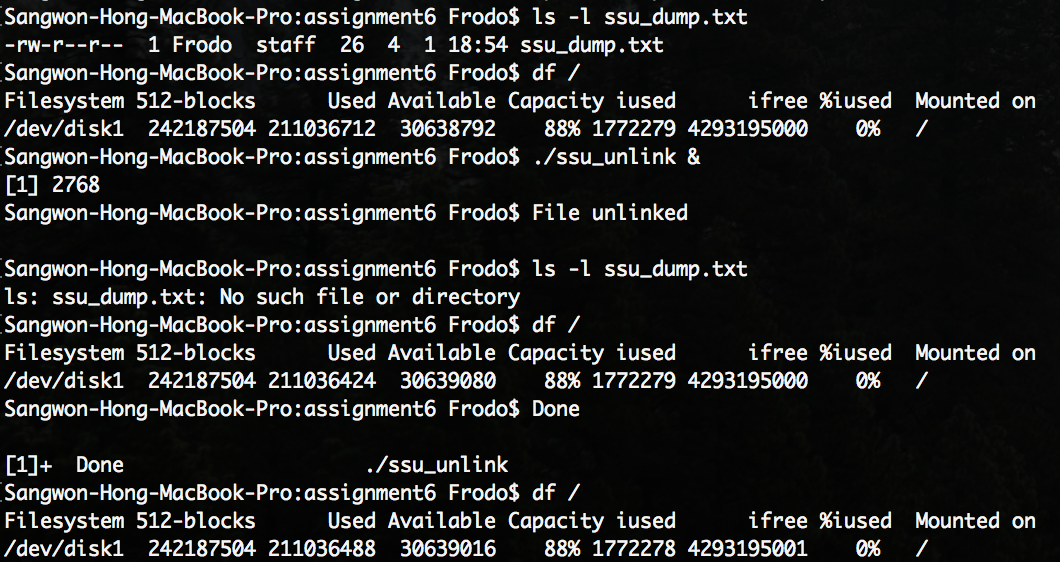 Sangwon-Hong-MacBook-Pro:assignment6 Frodo$ ls -l ssu_dump.txt
-rw-r--r--  1 Frodo  staff  26  4  1 18:54 ssu_dump.txt
Sangwon-Hong-MacBook-Pro:assignment6 Frodo$ df /
Filesystem 512-blocks      Used Available Capacity iused      ifree %iused  Mounted on
/dev/disk1  242187504 211036712  30638792    88% 1772279 4293195000    0%   /
Sangwon-Hong-MacBook-Pro:assignment6 Frodo$ ./ssu_unlink &
[1] 2768
Sangwon-Hong-MacBook-Pro:assignment6 Frodo$ File unlinked
Sangwon-Hong-MacBook-Pro:assignment6 Frodo$ ls -l ssu_dump.txt
ls: ssu_dump.txt: No such file or directory
Sangwon-Hong-MacBook-Pro:assignment6 Frodo$ df /
Filesystem 512-blocks      Used Available Capacity iused      ifree %iused  Mounted on
/dev/disk1  242187504 211036424  30639080    88% 1772279 4293195000    0%   /
Sangwon-Hong-MacBook-Pro:assignment6 Frodo$ Done
[1]+  Done                    ./ssu_unlink
Sangwon-Hong-MacBook-Pro:assignment6 Frodo$ df /
Filesystem 512-blocks      Used Available Capacity iused      ifree %iused  Mounted on
/dev/disk1  242187504 211036488  30639016    88% 1772278 4293195001    0%   /